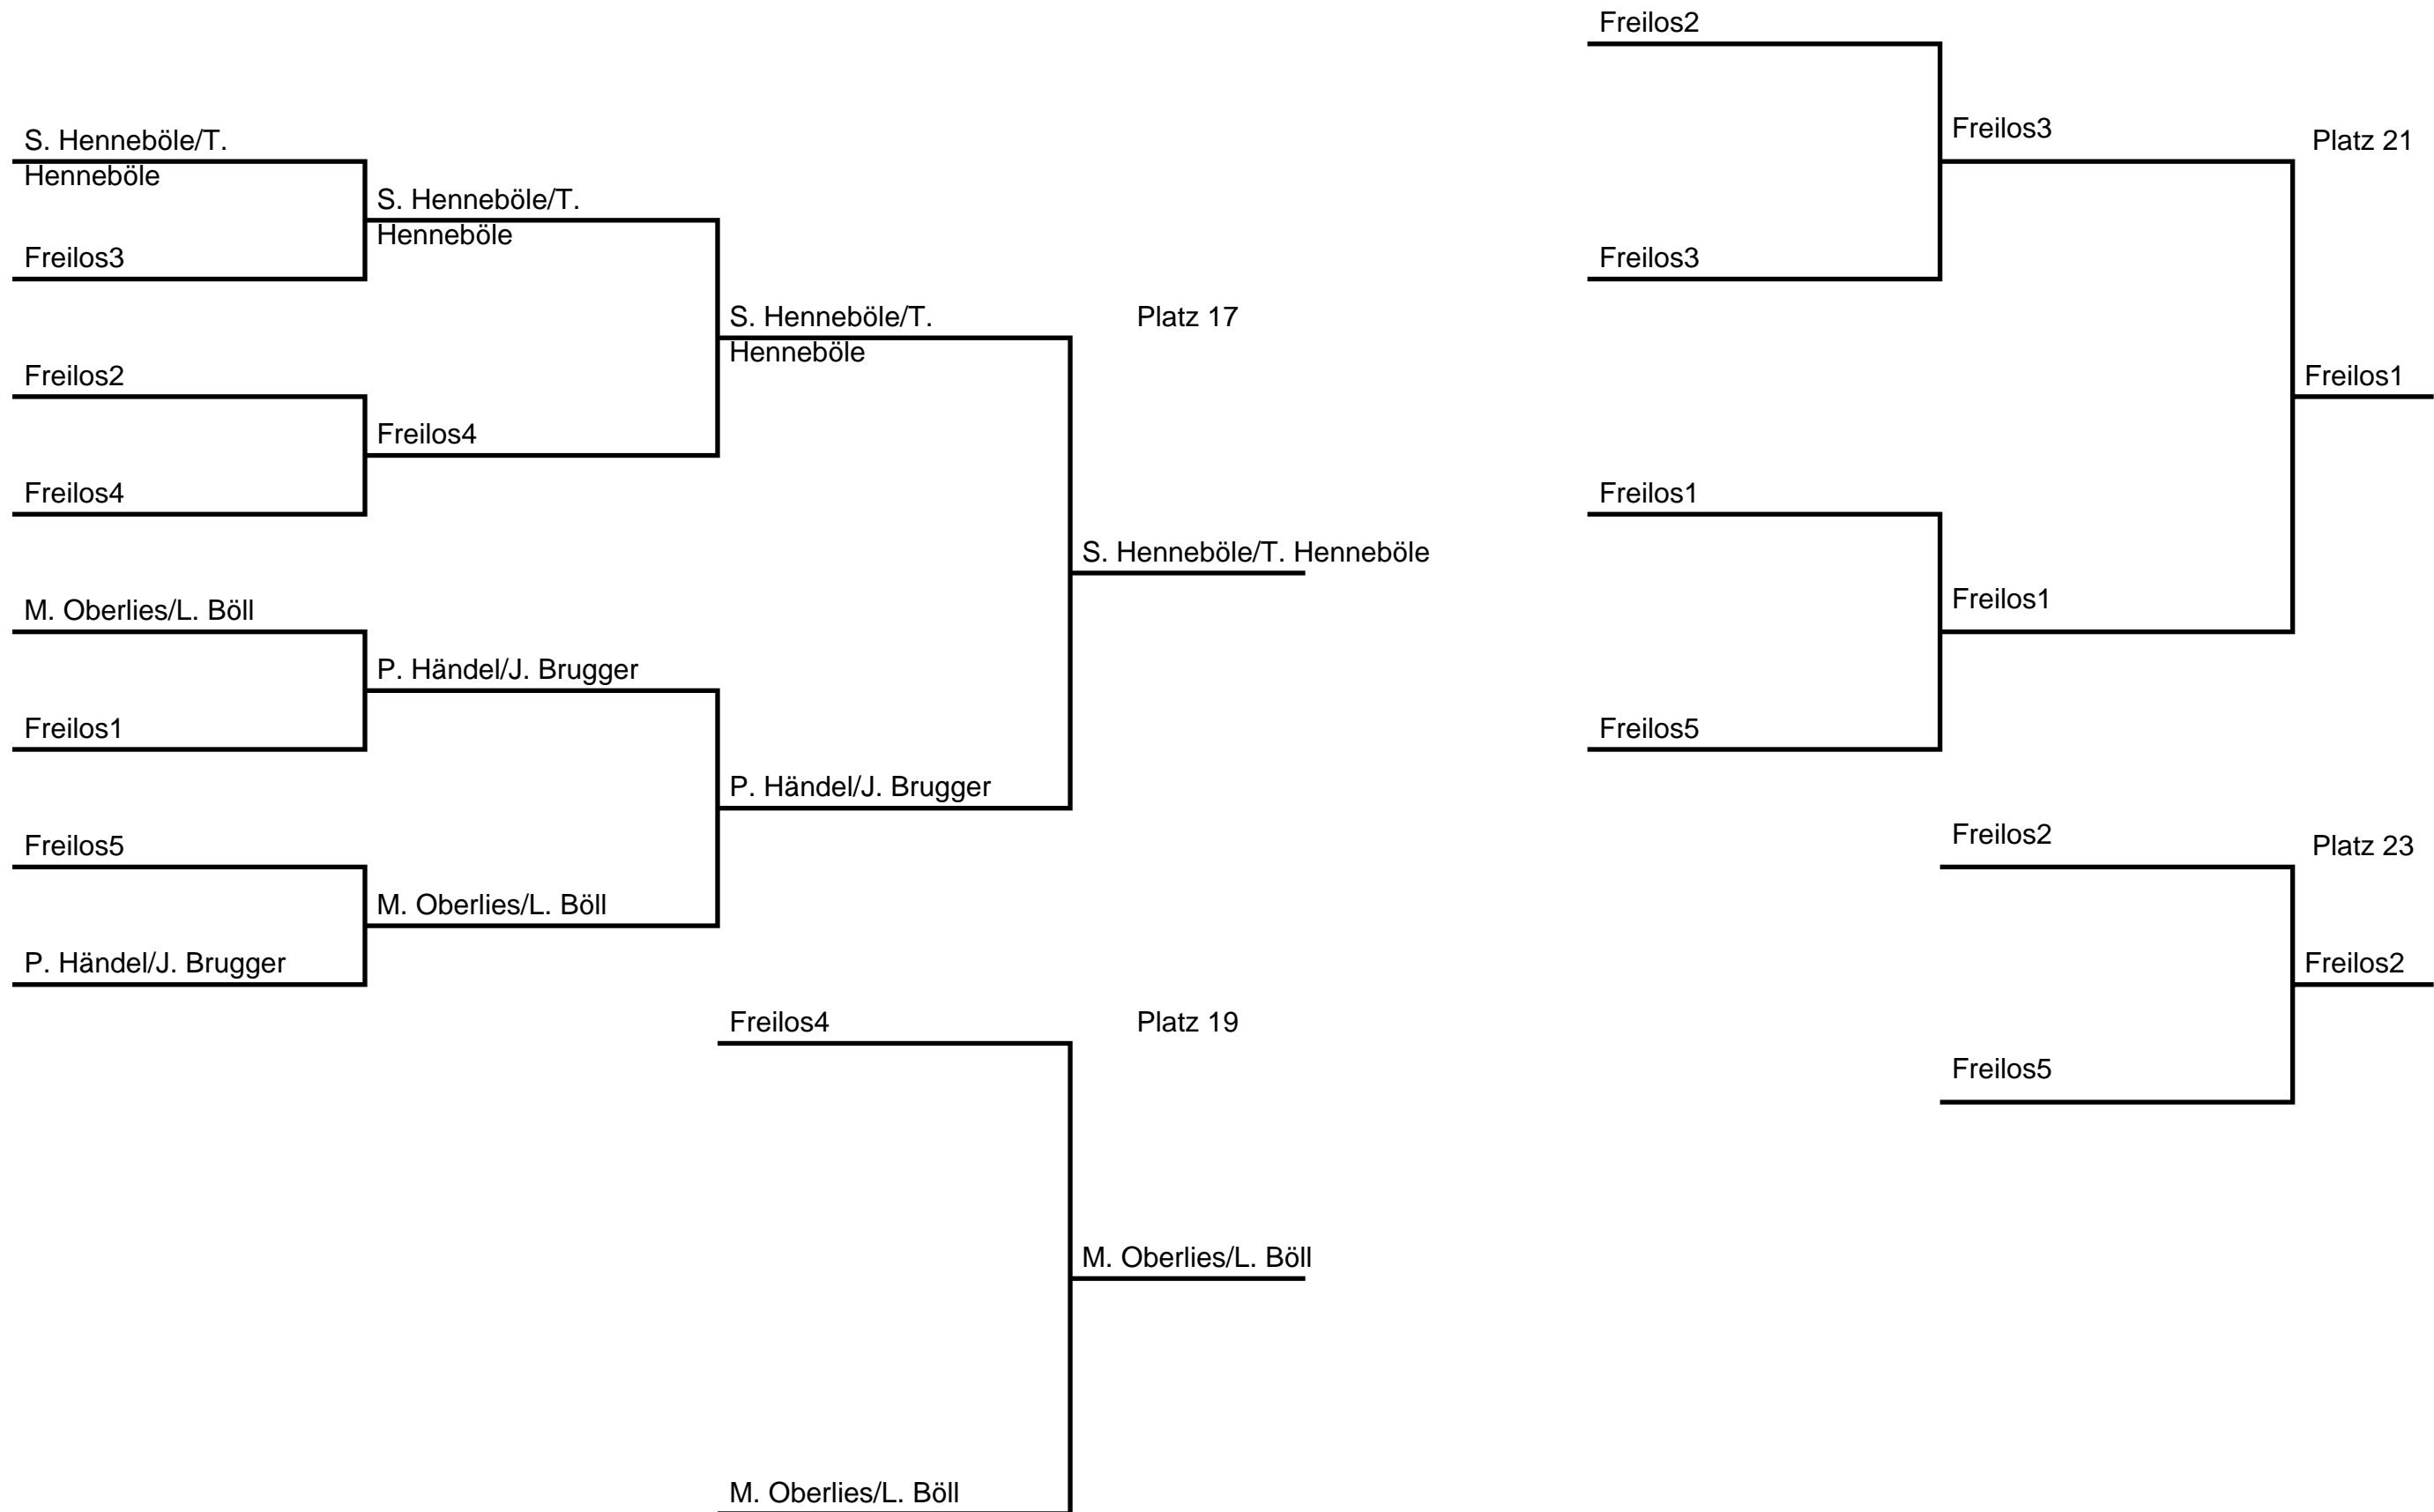 S. Henneböle/T.
Henneböle
Freilos3
Freilos2
Freilos4
M. Oberlies/L. Böll
Freilos1
Freilos5
P. Händel/J. Brugger
S. Henneböle/T.
Henneböle
Freilos4
P. Händel/J. Brugger
M. Oberlies/L. Böll
S. Henneböle/T.
Henneböle
P. Händel/J. Brugger
Platz 17
S. Henneböle/T. Henneböle
Freilos4
M. Oberlies/L. Böll
Platz 19
M. Oberlies/L. Böll
Freilos2
Freilos3
Freilos1
Freilos5
Freilos3
Freilos1
Platz 21
Freilos1
Freilos2
Freilos5
Platz 23
Freilos2